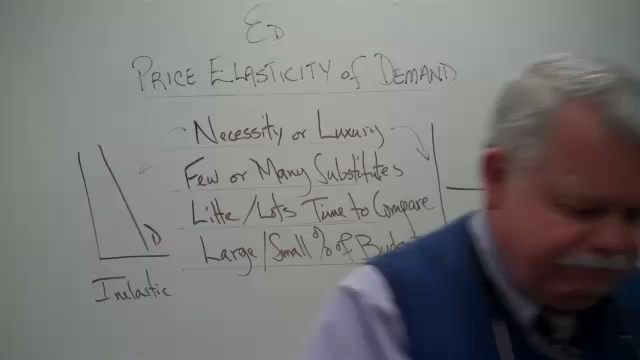 ED
PRICE ELASTICITY of DEMAND
Necessity or Luxury
Few or Many Substitutes
Little/Lots Time to Compare
Large/Small % of
D
Inelastic